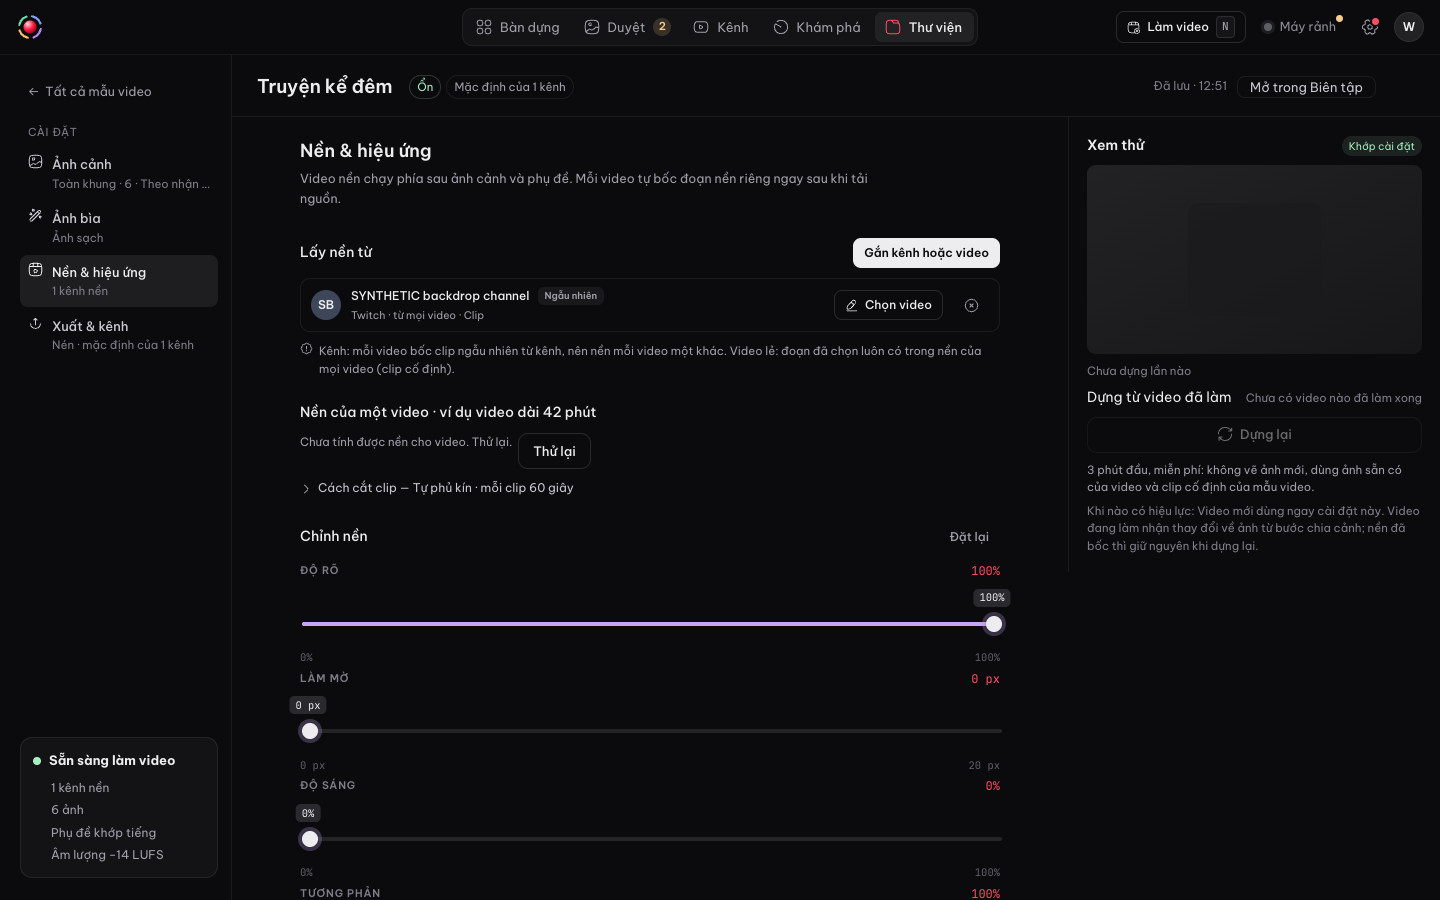 Bàn dựng
Duyệt 2
Kênh
Khám phá
Thư viện
Làm video N
Máy rảnh
W
← Tất cả mẫu video
CÀI ĐẶT
Ảnh cảnh
Toàn khung · 6 · Theo nhận ...
Ảnh bìa
Ảnh sạch
Nền & hiệu ứng
1 kênh nền
Xuất & kênh
Nén · mặc định của 1 kênh
Sẵn sàng làm video
1 kênh nền
6 ảnh
Phụ đề khớp tiếng
Âm lượng -14 LUFS
Truyện kể đêm
Ổn
Mặc định của 1 kênh
Đã lưu · 12:51
Mở trong Biên tập
Nền & hiệu ứng
Video nền chạy phía sau ảnh cảnh và phụ đề. Mỗi video tự bốc đoạn nền riêng ngay sau khi tải
nguồn.
Lấy nền từ
Gắn kênh hoặc video
SB
SYNTHETIC backdrop channel
Ngẫu nhiên
Twitch · từ mọi video · Clip
Chọn video
Kênh: mỗi video bốc clip ngẫu nhiên từ kênh, nên nền mỗi video một khác. Video lẻ: đoạn đã chọn luôn có trong nền của
mọi video (clip cố định).
Nền của một video · ví dụ video dài 42 phút
Chưa tính được nền cho video. Thử lại.
Thử lại
Cách cắt clip — Tự phủ kín · mỗi clip 60 giây
Chỉnh nền
Đặt lại
ĐỘ RÕ
100%
100%
0%
100%
LÀM MỜ
0 px
0 px
0 px
20 px
ĐỘ SÁNG
0%
0%
0%
100%
TƯƠNG PHẢN
100%
Xem thử
Khớp cài đặt
Chưa dựng lần nào
Dựng từ video đã làm
Chưa có video nào đã làm xong
Dựng lại
3 phút đầu, miễn phí: không vẽ ảnh mới, dùng ảnh sẵn có
của video và clip cố định của mẫu video.
Khi nào có hiệu lực: Video mới dùng ngay cài đặt này. Video
đang làm nhận thay đổi về ảnh từ bước chia cảnh; nền đã
bốc thì giữ nguyên khi dựng lại.